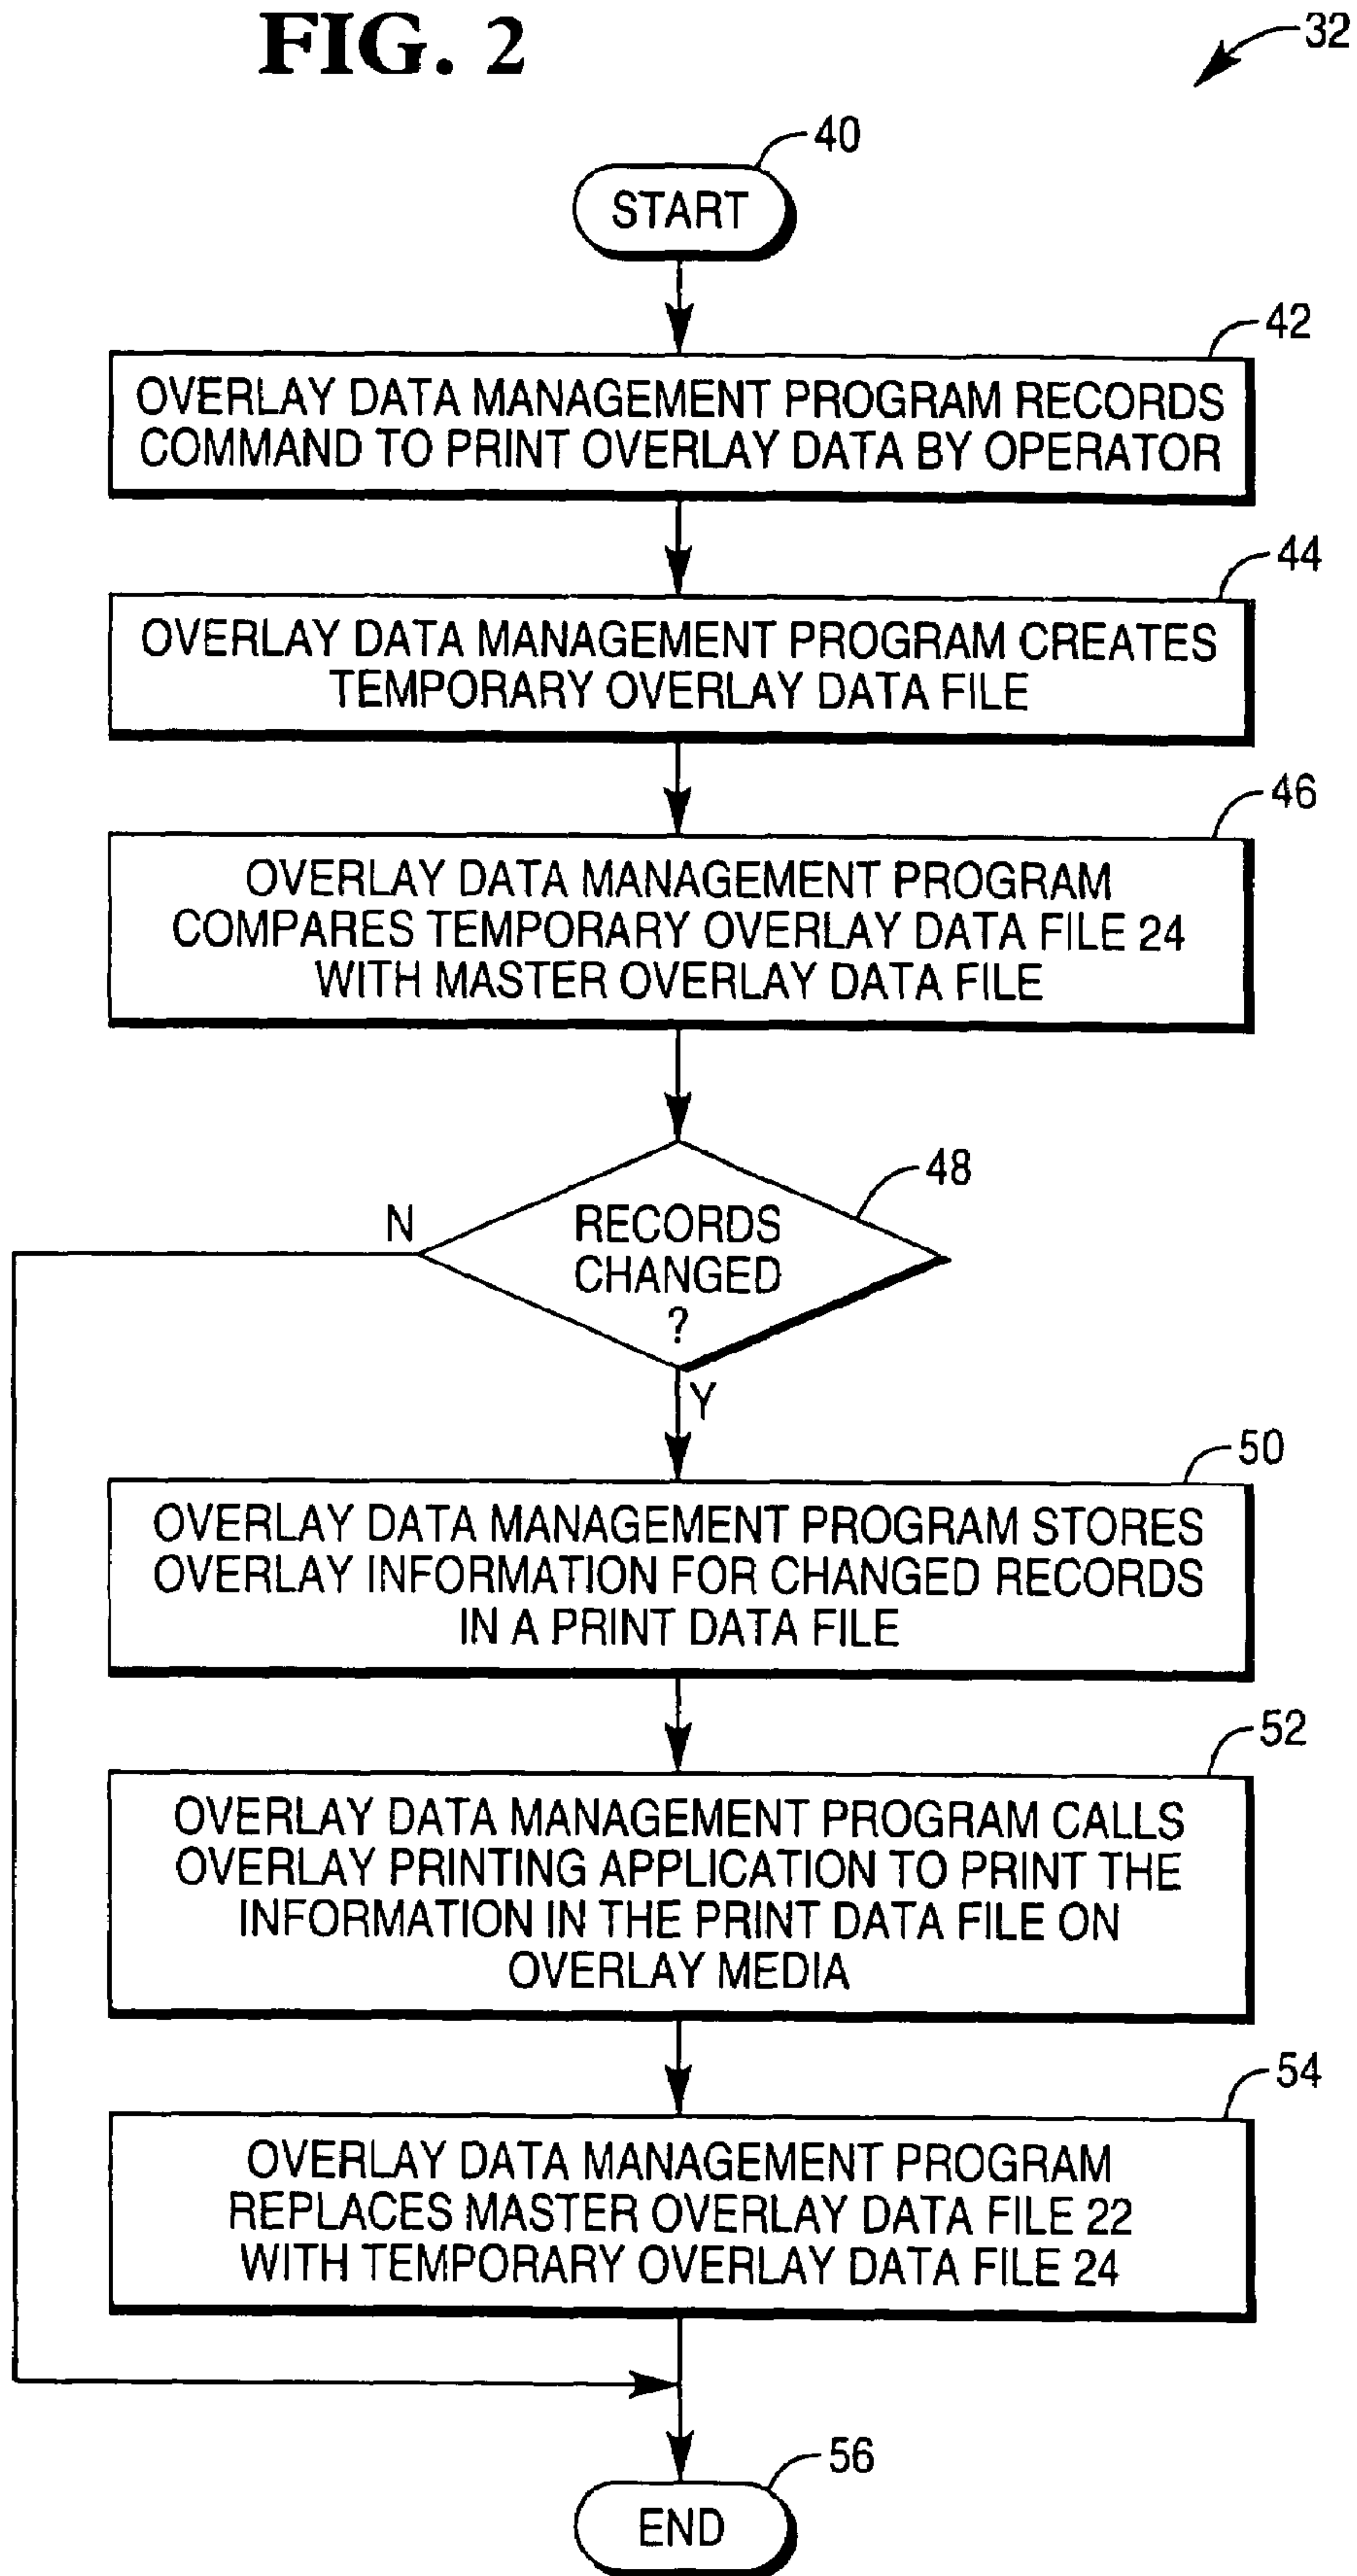 FIG. 2
32
40
START
42
OVERLAY DATA MANAGEMENT PROGRAM RECORDS
COMMAND TO PRINT OVERLAY DATA BY OPERATOR
44
OVERLAY DATA MANAGEMENT PROGRAM CREATES
TEMPORARY OVERLAY DATA FILE
46
OVERLAY DATA MANAGEMENT PROGRAM
COMPARES TEMPORARY OVERLAY DATA FILE 24
WITH MASTER OVERLAY DATA FILE
48
N
RECORDS
CHANGED
?
Y
50
OVERLAY DATA MANAGEMENT PROGRAM STORES
OVERLAY INFORMATION FOR CHANGED RECORDS
IN A PRINT DATA FILE
52
OVERLAY DATA MANAGEMENT PROGRAM CALLS
OVERLAY PRINTING APPLICATION TO PRINT THE
INFORMATION IN THE PRINT DATA FILE ON
OVERLAY MEDIA
54
OVERLAY DATA MANAGEMENT PROGRAM
REPLACES MASTER OVERLAY DATA FILE 22
WITH TEMPORARY OVERLAY DATA FILE 24
56
END